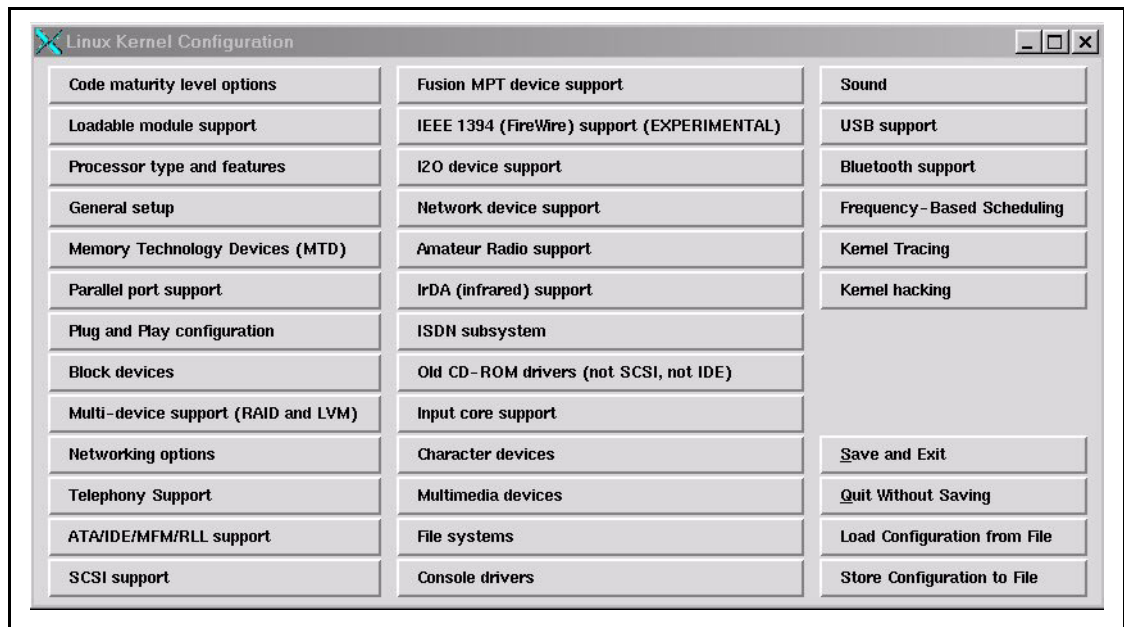 Linux Kernel Configuration
Code maturity level options
Loadable module support
Processor type and features
General setup
Memory Technology Devices (MTD)
Parallel port support
Plug and Play configuration
Block devices
Multi-device support (RAID and LVM)
Networking options
Telephony Support
ATA/IDE/MFM/RLL support
SCSI support
Fusion MPT device support
IEEE 1394 (FireWire) support (EXPERIMENTAL)
I2O device support
Network device support
Amateur Radio support
IrDA (infrared) support
ISDN subsystem
Old CD-ROM drivers (not SCSI, not IDE)
Input core support
Character devices
Multimedia devices
File systems
Console drivers
Sound
USB support
Bluetooth support
Frequency-Based Scheduling
Kernel Tracing
Kernel hacking
Save and Exit
Quit Without Saving
Load Configuration from File
Store Configuration to File